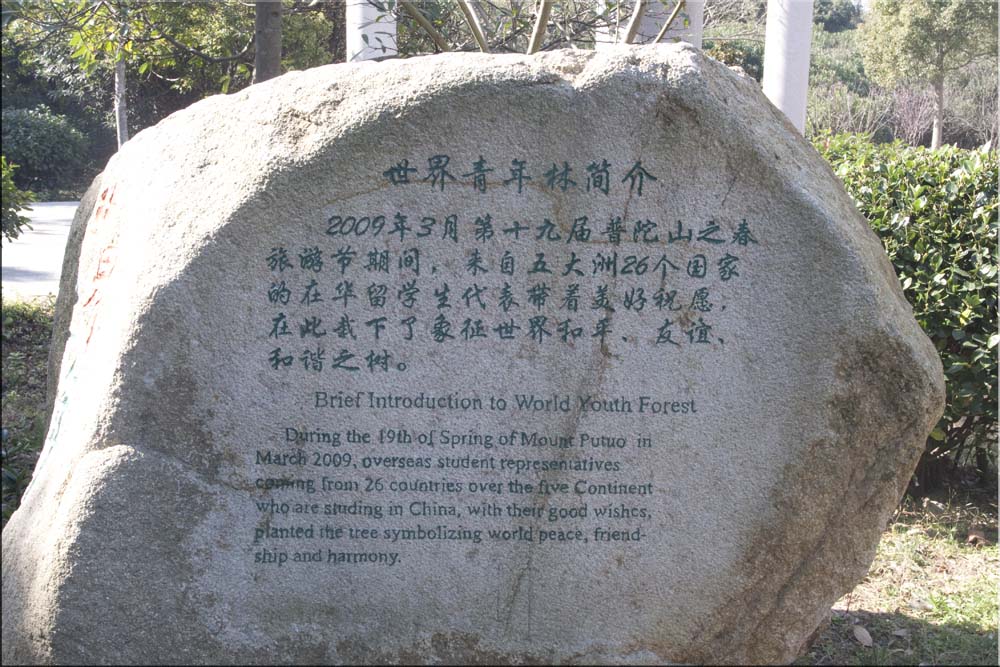 世界青年林简介
2009年3月第十九届普陀山之春
旅游节期间，来自五大洲26个国家
的在华留学生代表带着美好祝愿，
在此栽下了象征世界和平、友谊、
和谐之树。
Brief Introduction to World Youth Forest
During the 19th of Spring of Mount Putuo in
March 2009, overseas student representatives
coming from 26 countries over the five Continent
who are studing in China, with their good wishes,
planted the tree symbolizing world peace, friend-
ship and harmony.